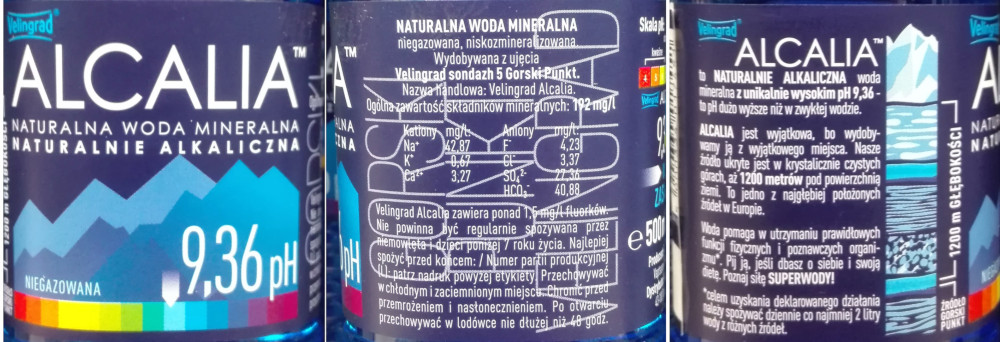 Velingrad
ALCALIA™
NATURALNA WODA MINERALNA
NATURALNIE ALKALICZNA
9,36 pH
NIEGAZOWANA
NATURALNA WODA MINERALNA
niegazowana, niskozmineralizowana.
Wydobywana z ujęcia
Velingrad sondazh 5 Gorski Punkt.
Nazwa handlowa: Velingrad Alcalia.
Ogólna zawartość składników mineralnych: 192 mg/l
Kationy mg/l: Aniony mg/l:
Na⁺ 42,87 F⁻ 4,23
K⁺ 0,67 Cl⁻ 3,37
Ca²⁺ 3,27 SO₄²⁻ 27,36
HCO₃⁻ 40,88
Velingrad Alcalia zawiera ponad 1,5 mg/l fluorków.
Nie powinna być regularnie spożywana przez
niemowlęta i dzieci poniżej 7 roku życia. Najlepiej
spożyć przed końcem: / Numer partii produkcyjnej
(L): patrz nadruk powyżej etykiety. Przechowywać
w chłodnym i zaciemnionym miejscu. Chronić przed
przemrożeniem i nasłonecznieniem. Po otwarciu
przechowywać w lodówce nie dłużej niż 48 godz.
Skala pH
e 500
Velingrad
ALCALIA™
to NATURALNIE ALKALICZNA woda
mineralna z unikalnie wysokim pH 9,36 -
to pH dużo wyższe niż w zwykłej wodzie.
ALCALIA jest wyjątkowa, bo wydoby-
wamy ją z wyjątkowego miejsca. Nasze
źródło ukryte jest w krystalicznie czystych
górach, aż 1200 metrów pod powierzchnią
ziemi. To jedno z najgłębiej położonych
źródeł w Europie.
Woda pomaga w utrzymaniu prawidłowych
funkcji fizycznych i poznawczych organi-
zmu*. Pij ją, jeśli dbasz o siebie i swoją
dietę. Poznaj siłę SUPERWODY!
*celem uzyskania deklarowanego działania
należy spożywać dziennie co najmniej 2 litry
wody z różnych źródeł.
1200 m GŁĘBOKOŚCI
ŹRÓDŁO
GORSKI
PUNKT